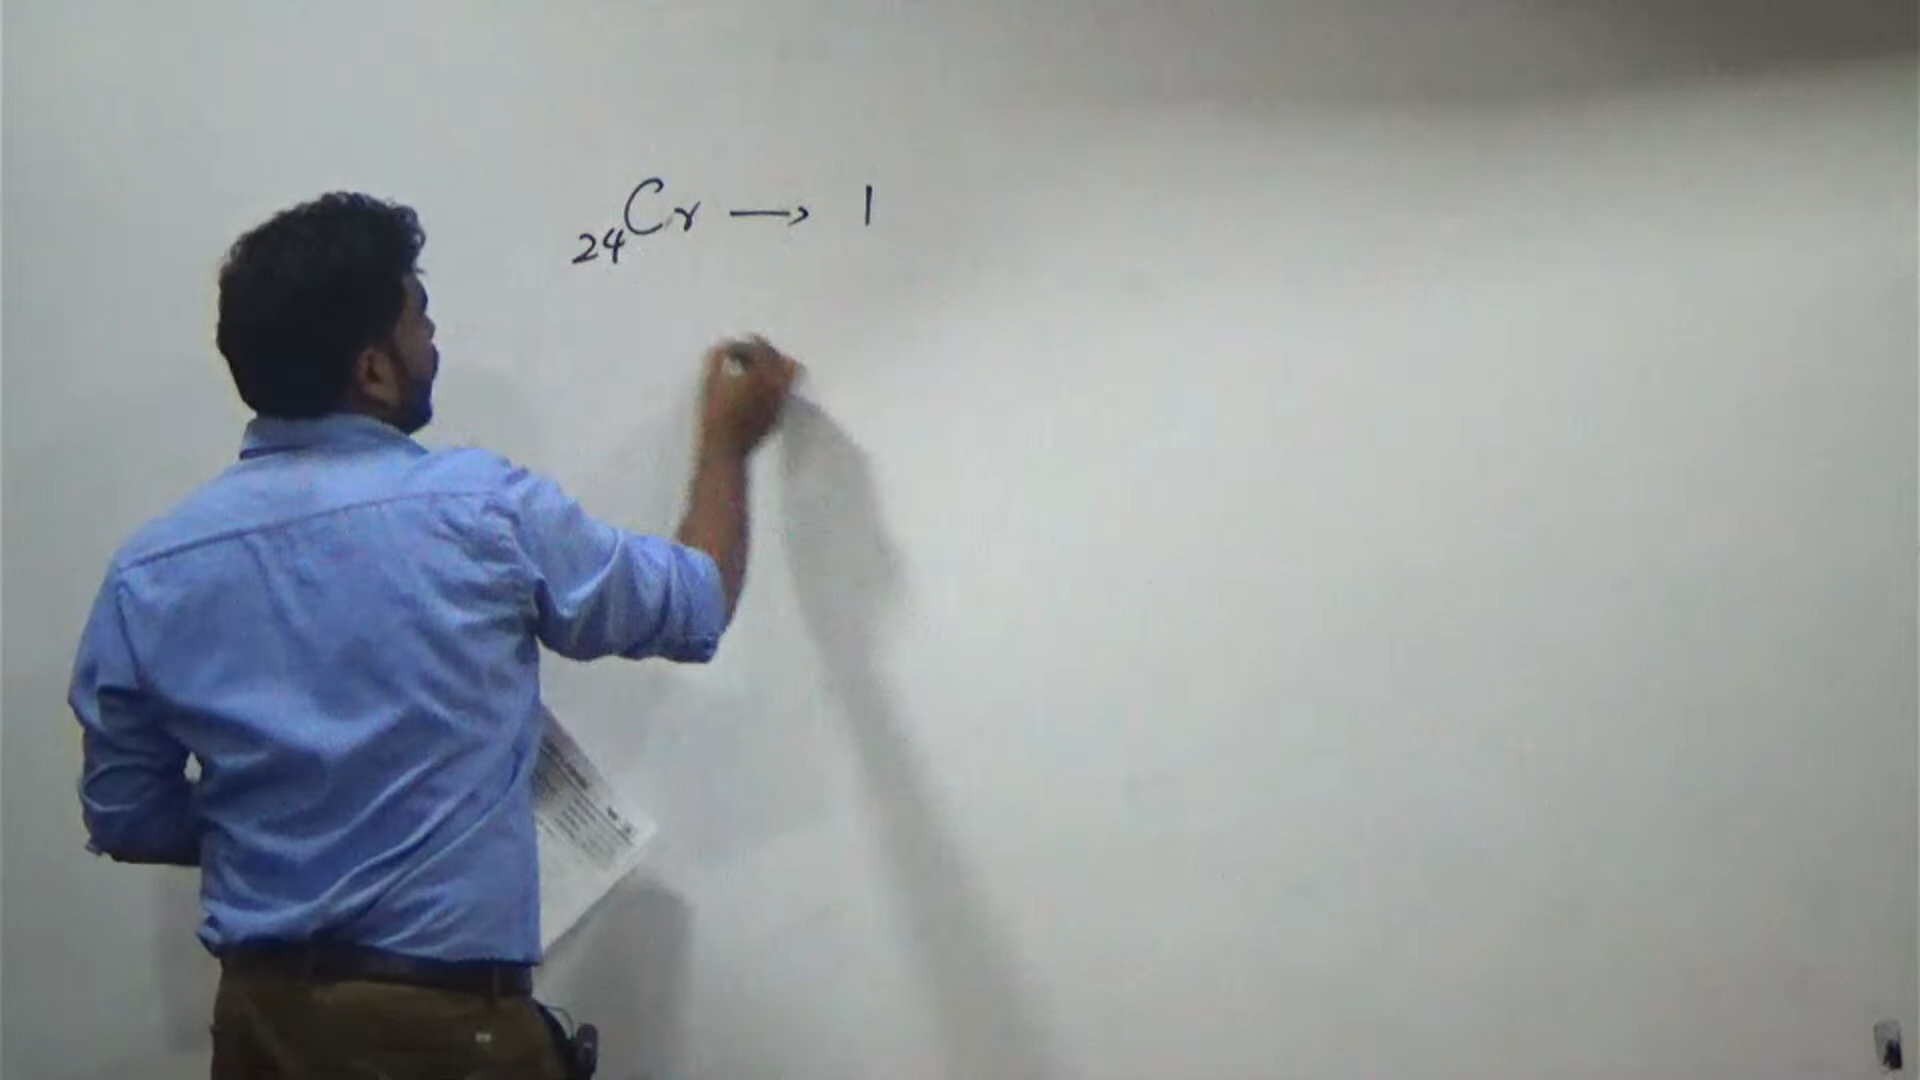 ₂₄Cr → 1